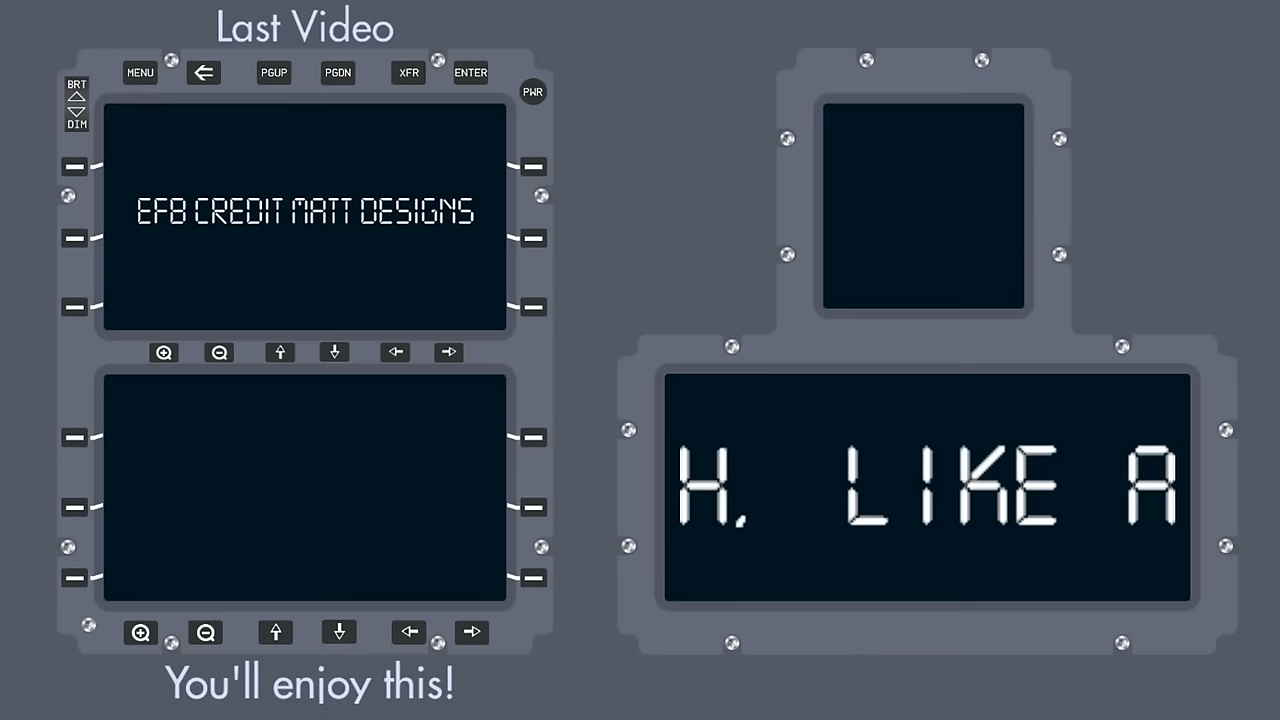 Last Video
MENU PGUP PGDN XFR ENTER
BRT
PWR
DIM
EFB CREDIT MATT DESIGNS
H, LIKE A
You'll enjoy this!